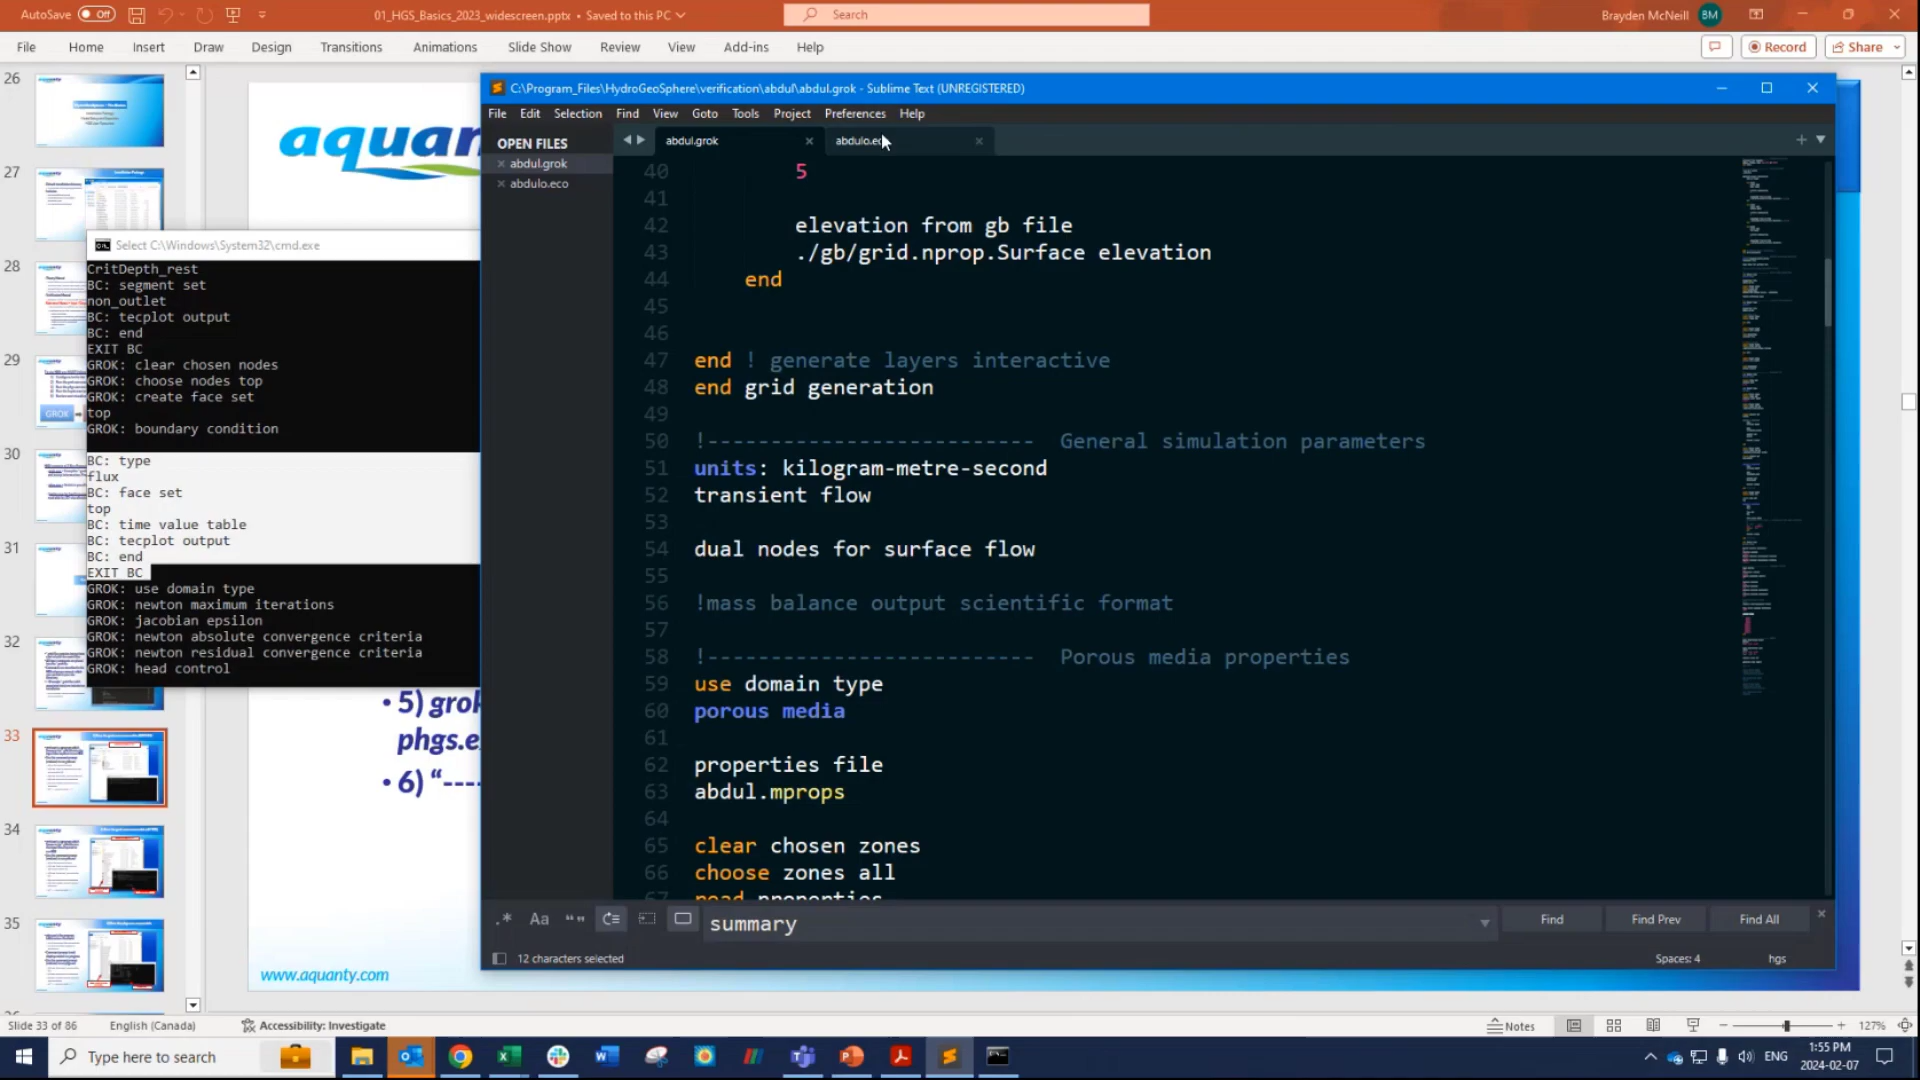 AutoSave Off
01_HGS_Basics_2023_widescreen.pptx • Saved to this PC
Search
Brayden McNeill BM
File Home Insert Draw Design Transitions Animations Slide Show Review View Add-ins Help
Record Share
26
27
28
29
GROK
30
31
32
33
34
35
aquan
• 5) grok
phgs.e
• 6) “----
www.aquanty.com
Select C:\Windows\System32\cmd.exe
CritDepth_rest
BC: segment set
non_outlet
BC: tecplot output
BC: end
EXIT BC
GROK: clear chosen nodes
GROK: choose nodes top
GROK: create face set
top
GROK: boundary condition
BC: type
flux
BC: face set
top
BC: time value table
BC: tecplot output
BC: end
EXIT BC
GROK: use domain type
GROK: newton maximum iterations
GROK: jacobian epsilon
GROK: newton absolute convergence criteria
GROK: newton residual convergence criteria
GROK: head control
C:\Program_Files\HydroGeoSphere\verification\abdul\abdul.grok - Sublime Text (UNREGISTERED)
File Edit Selection Find View Goto Tools Project Preferences Help
OPEN FILES
abdul.grok
abdulo.eco
abdul.grok
abdulo.ec
40 5
41
42 elevation from gb file
43 ./gb/grid.nprop.Surface elevation
44 end
45
46
47 end ! generate layers interactive
48 end grid generation
49
50 !--------------------------- General simulation parameters
51 units: kilogram-metre-second
52 transient flow
53
54 dual nodes for surface flow
55
56 !mass balance output scientific format
57
58 !--------------------------- Porous media properties
59 use domain type
60 porous media
61
62 properties file
63 abdul.mprops
64
65 clear chosen zones
66 choose zones all
67 read properties
.* Aa “”
summary
Find Find Prev Find All
12 characters selected
Spaces: 4 hgs
Slide 33 of 86 English (Canada) Accessibility: Investigate
Notes 127%
Type here to search
ENG
1:55 PM
2024-02-07